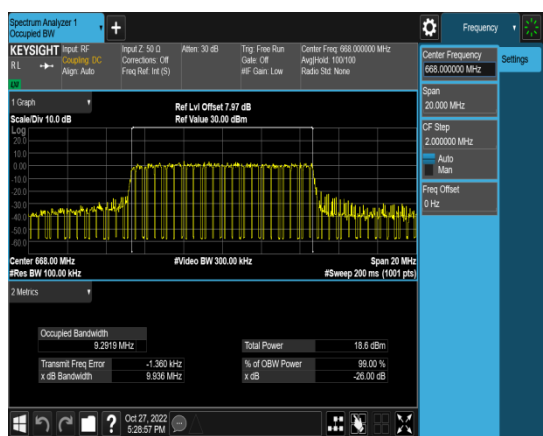 Spectrum Analyzer 1
Occupied BW
Frequency
KEYSIGHT
RL
Input: RF
Coupling: DC
Align: Auto
Input Z: 50 Ω
Corrections: Off
Freq Ref: Int (S)
Atten: 30 dB
Trig: Free Run
Gate: Off
#IF Gain: Low
Center Freq: 668.000000 MHz
Avg|Hold: 100/100
Radio Std: None
Center Frequency
668.000000 MHz
Settings
Span
20.000 MHz
CF Step
2.000000 MHz
Auto
Man
Freq Offset
0 Hz
1 Graph
Scale/Div 10.0 dB
Ref Lvl Offset 7.97 dB
Ref Value 30.00 dBm
Log
20.0
10.0
0.00
-10.0
-20.0
-30.0
-40.0
-50.0
-60.0
Center 668.00 MHz
#Video BW 300.00 kHz
Span 20 MHz
#Res BW 100.00 kHz
#Sweep 200 ms (1001 pts)
2 Metrics
Occupied Bandwidth
9.2919 MHz
Total Power 18.6 dBm
Transmit Freq Error -1.360 kHz
% of OBW Power 99.00 %
x dB Bandwidth 9.936 MHz
x dB -26.00 dB
?
Oct 27, 2022
5:28:57 PM